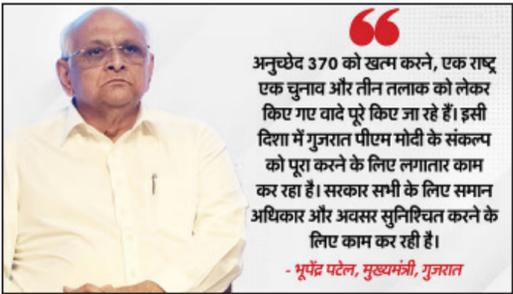 अनुच्छेद 370 को खत्म करने, एक राष्ट्र
एक चुनाव और तीन तलाक को लेकर
किए गए वादे पूरे किए जा रहे हैं। इसी
दिशा में गुजरात पीएम मोदी के संकल्प
को पूरा करने के लिए लगातार काम
कर रहा है। सरकार सभी के लिए समान
अधिकार और अवसर सुनिश्चित करने के
लिए काम कर रही है।
- भूपेंद्र पटेल, मुख्यमंत्री, गुजरात